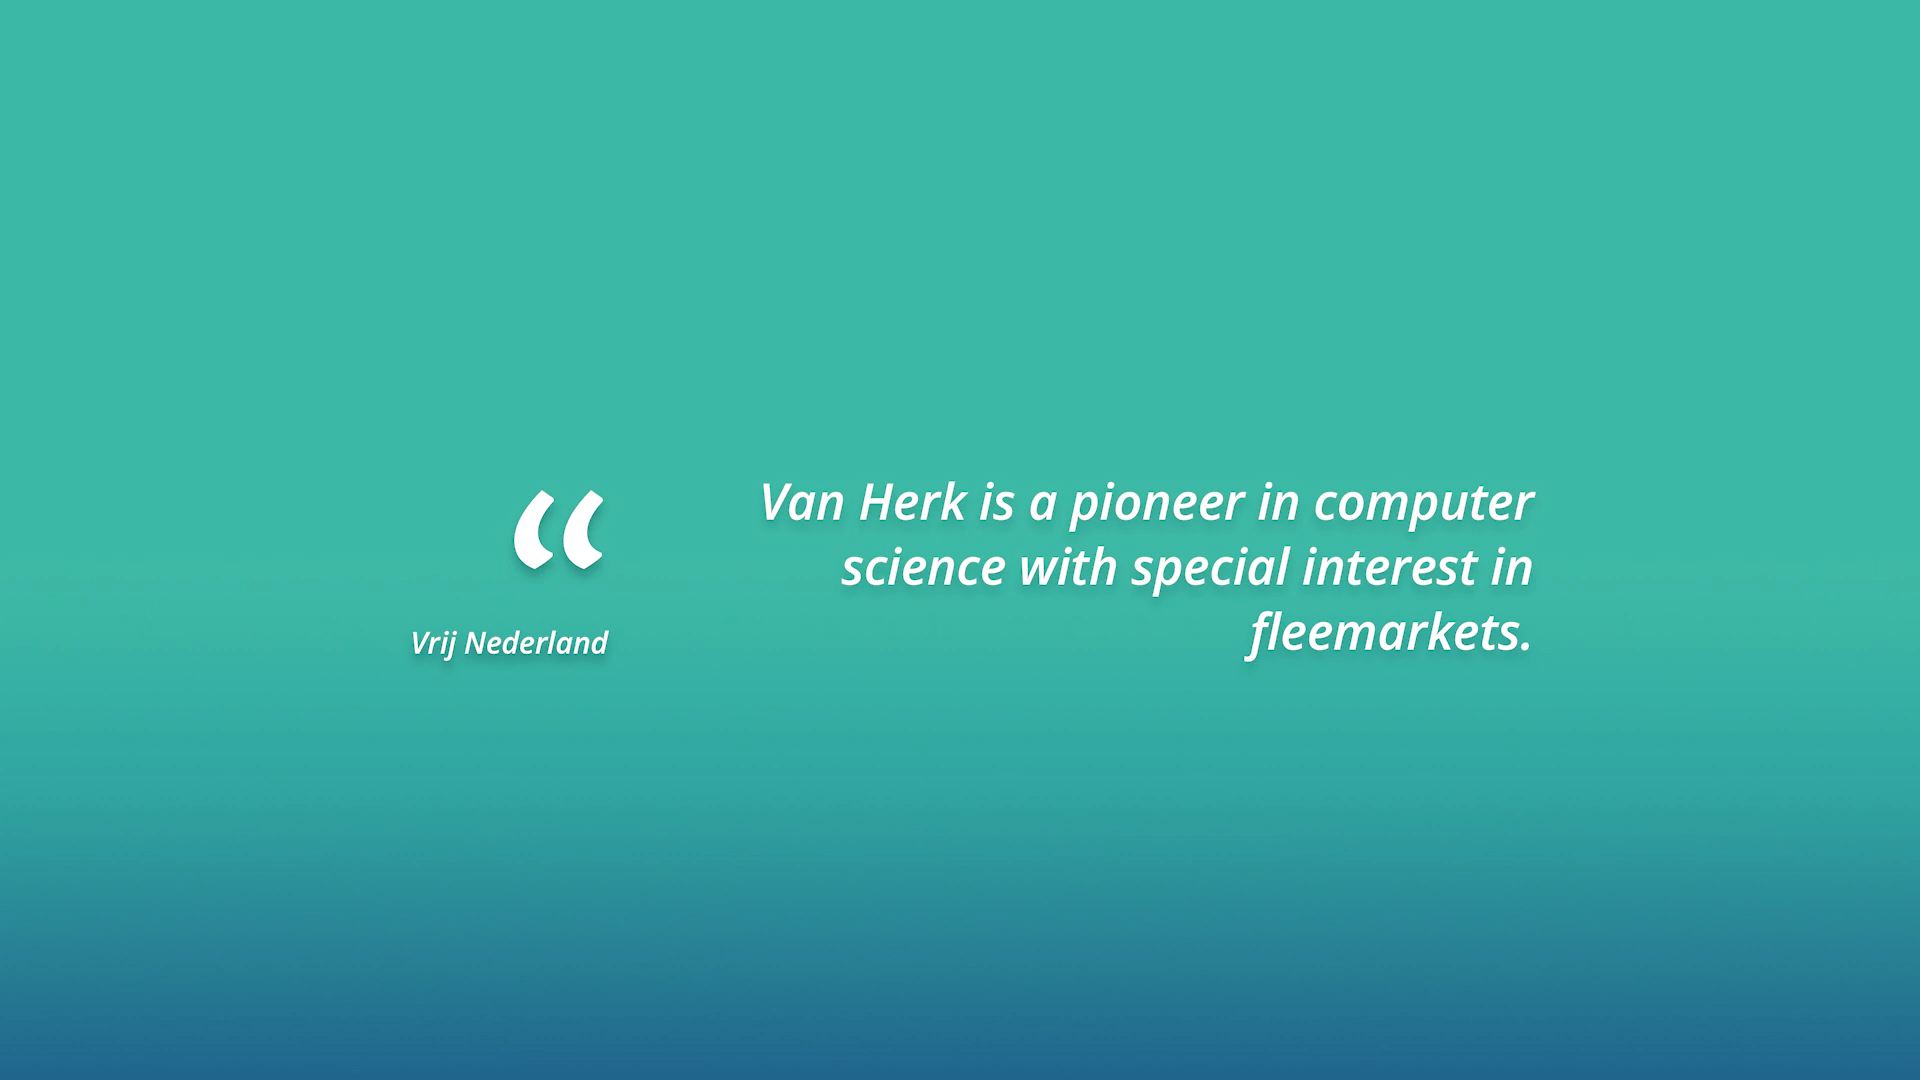 “
Vrij Nederland
Van Herk is a pioneer in computer
science with special interest in
fleemarkets.